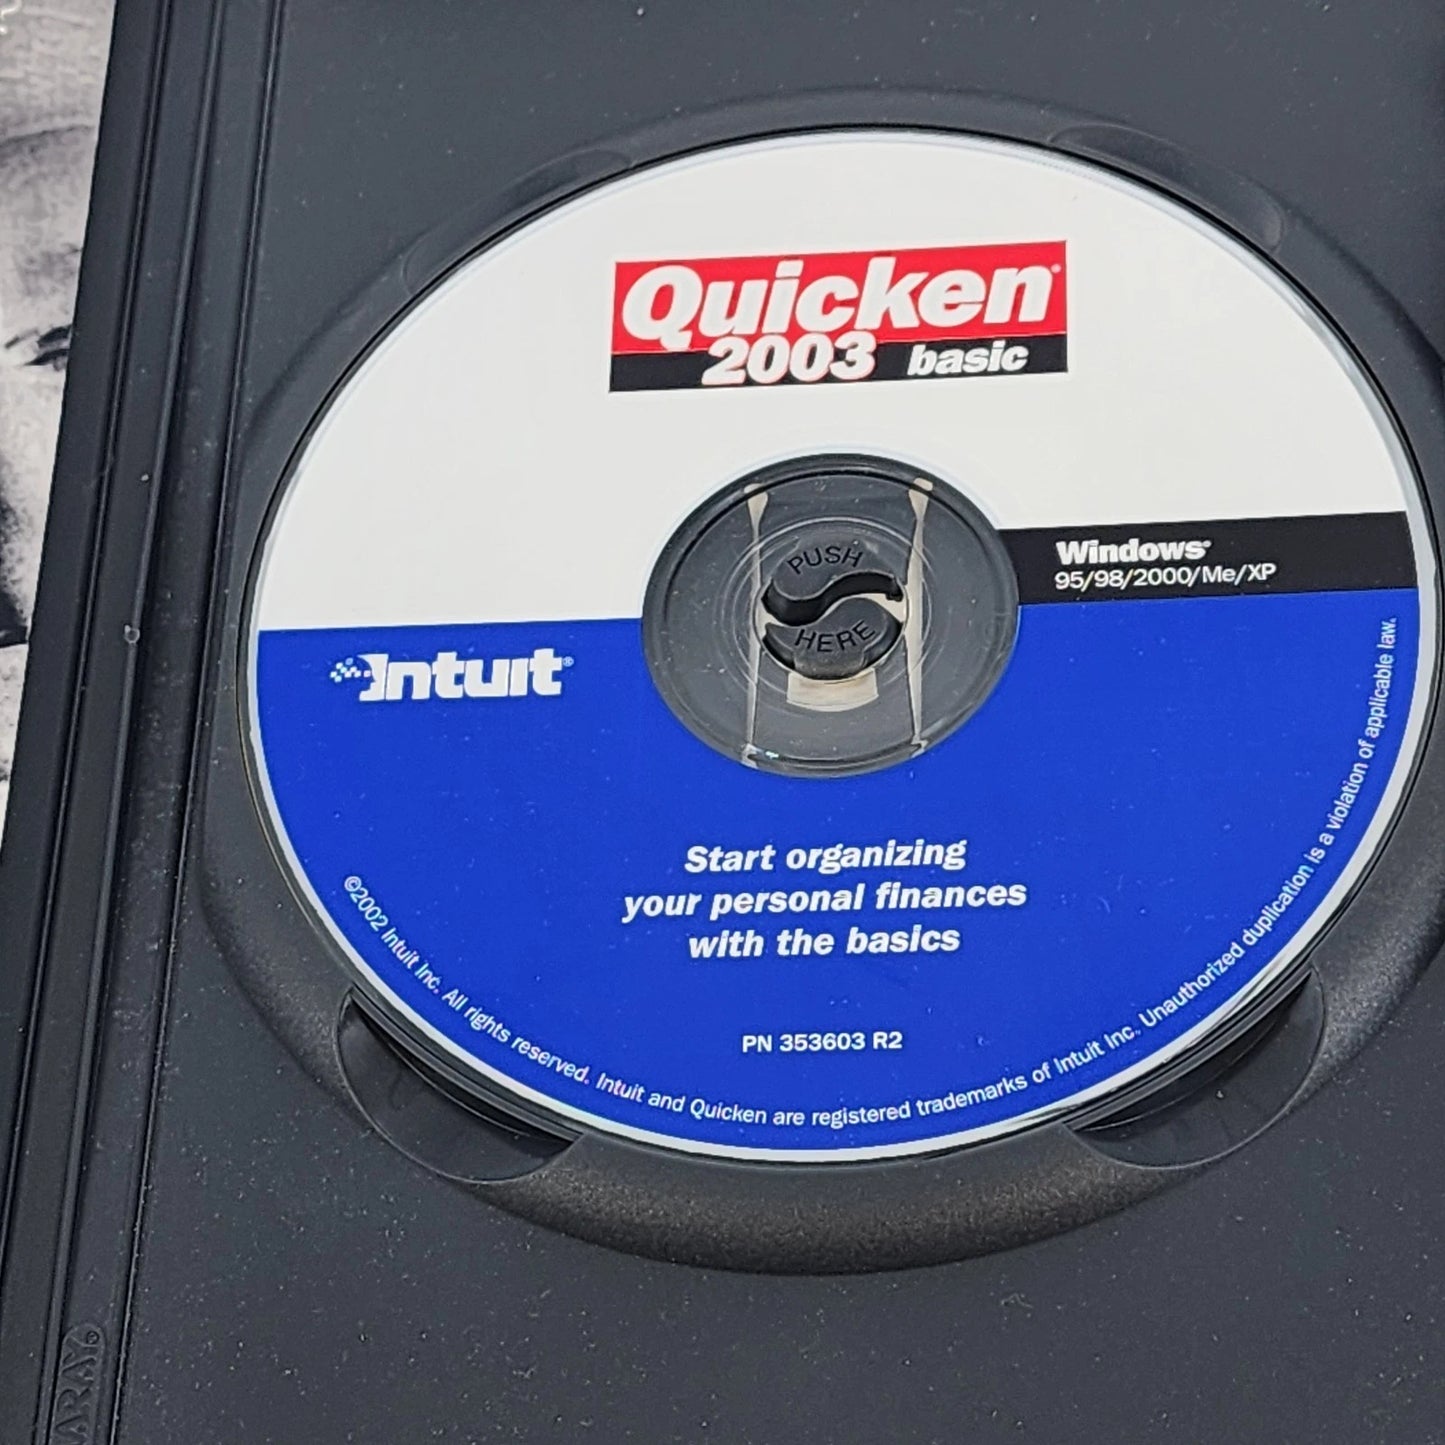 Quicken®
2003 basic
PUSH
HERE
Windows®
95/98/2000/Me/XP
Intuit®
Start organizing
your personal finances
with the basics
PN 353603 R2
©2002 Intuit Inc. All rights reserved. Intuit and Quicken are registered trademarks of Intuit Inc. Unauthorized duplication is a violation of applicable law.